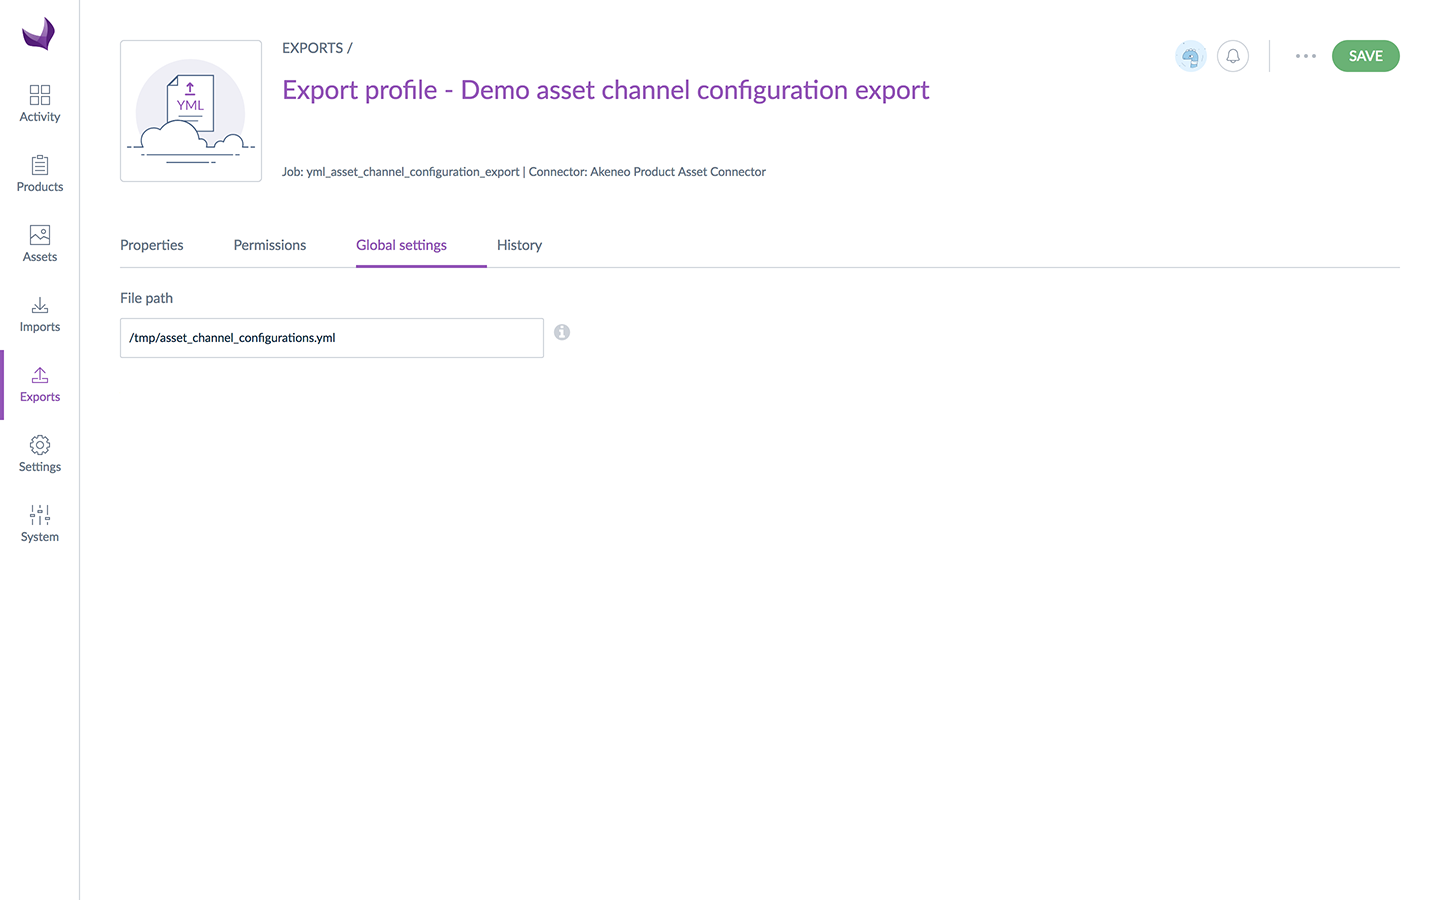 Activity
Products
Assets
Imports
Exports
Settings
System
YML
EXPORTS /
Export profile - Demo asset channel configuration export
Job: yml_asset_channel_configuration_export | Connector: Akeneo Product Asset Connector
SAVE
Properties
Permissions
Global settings
History
File path
/tmp/asset_channel_configurations.yml